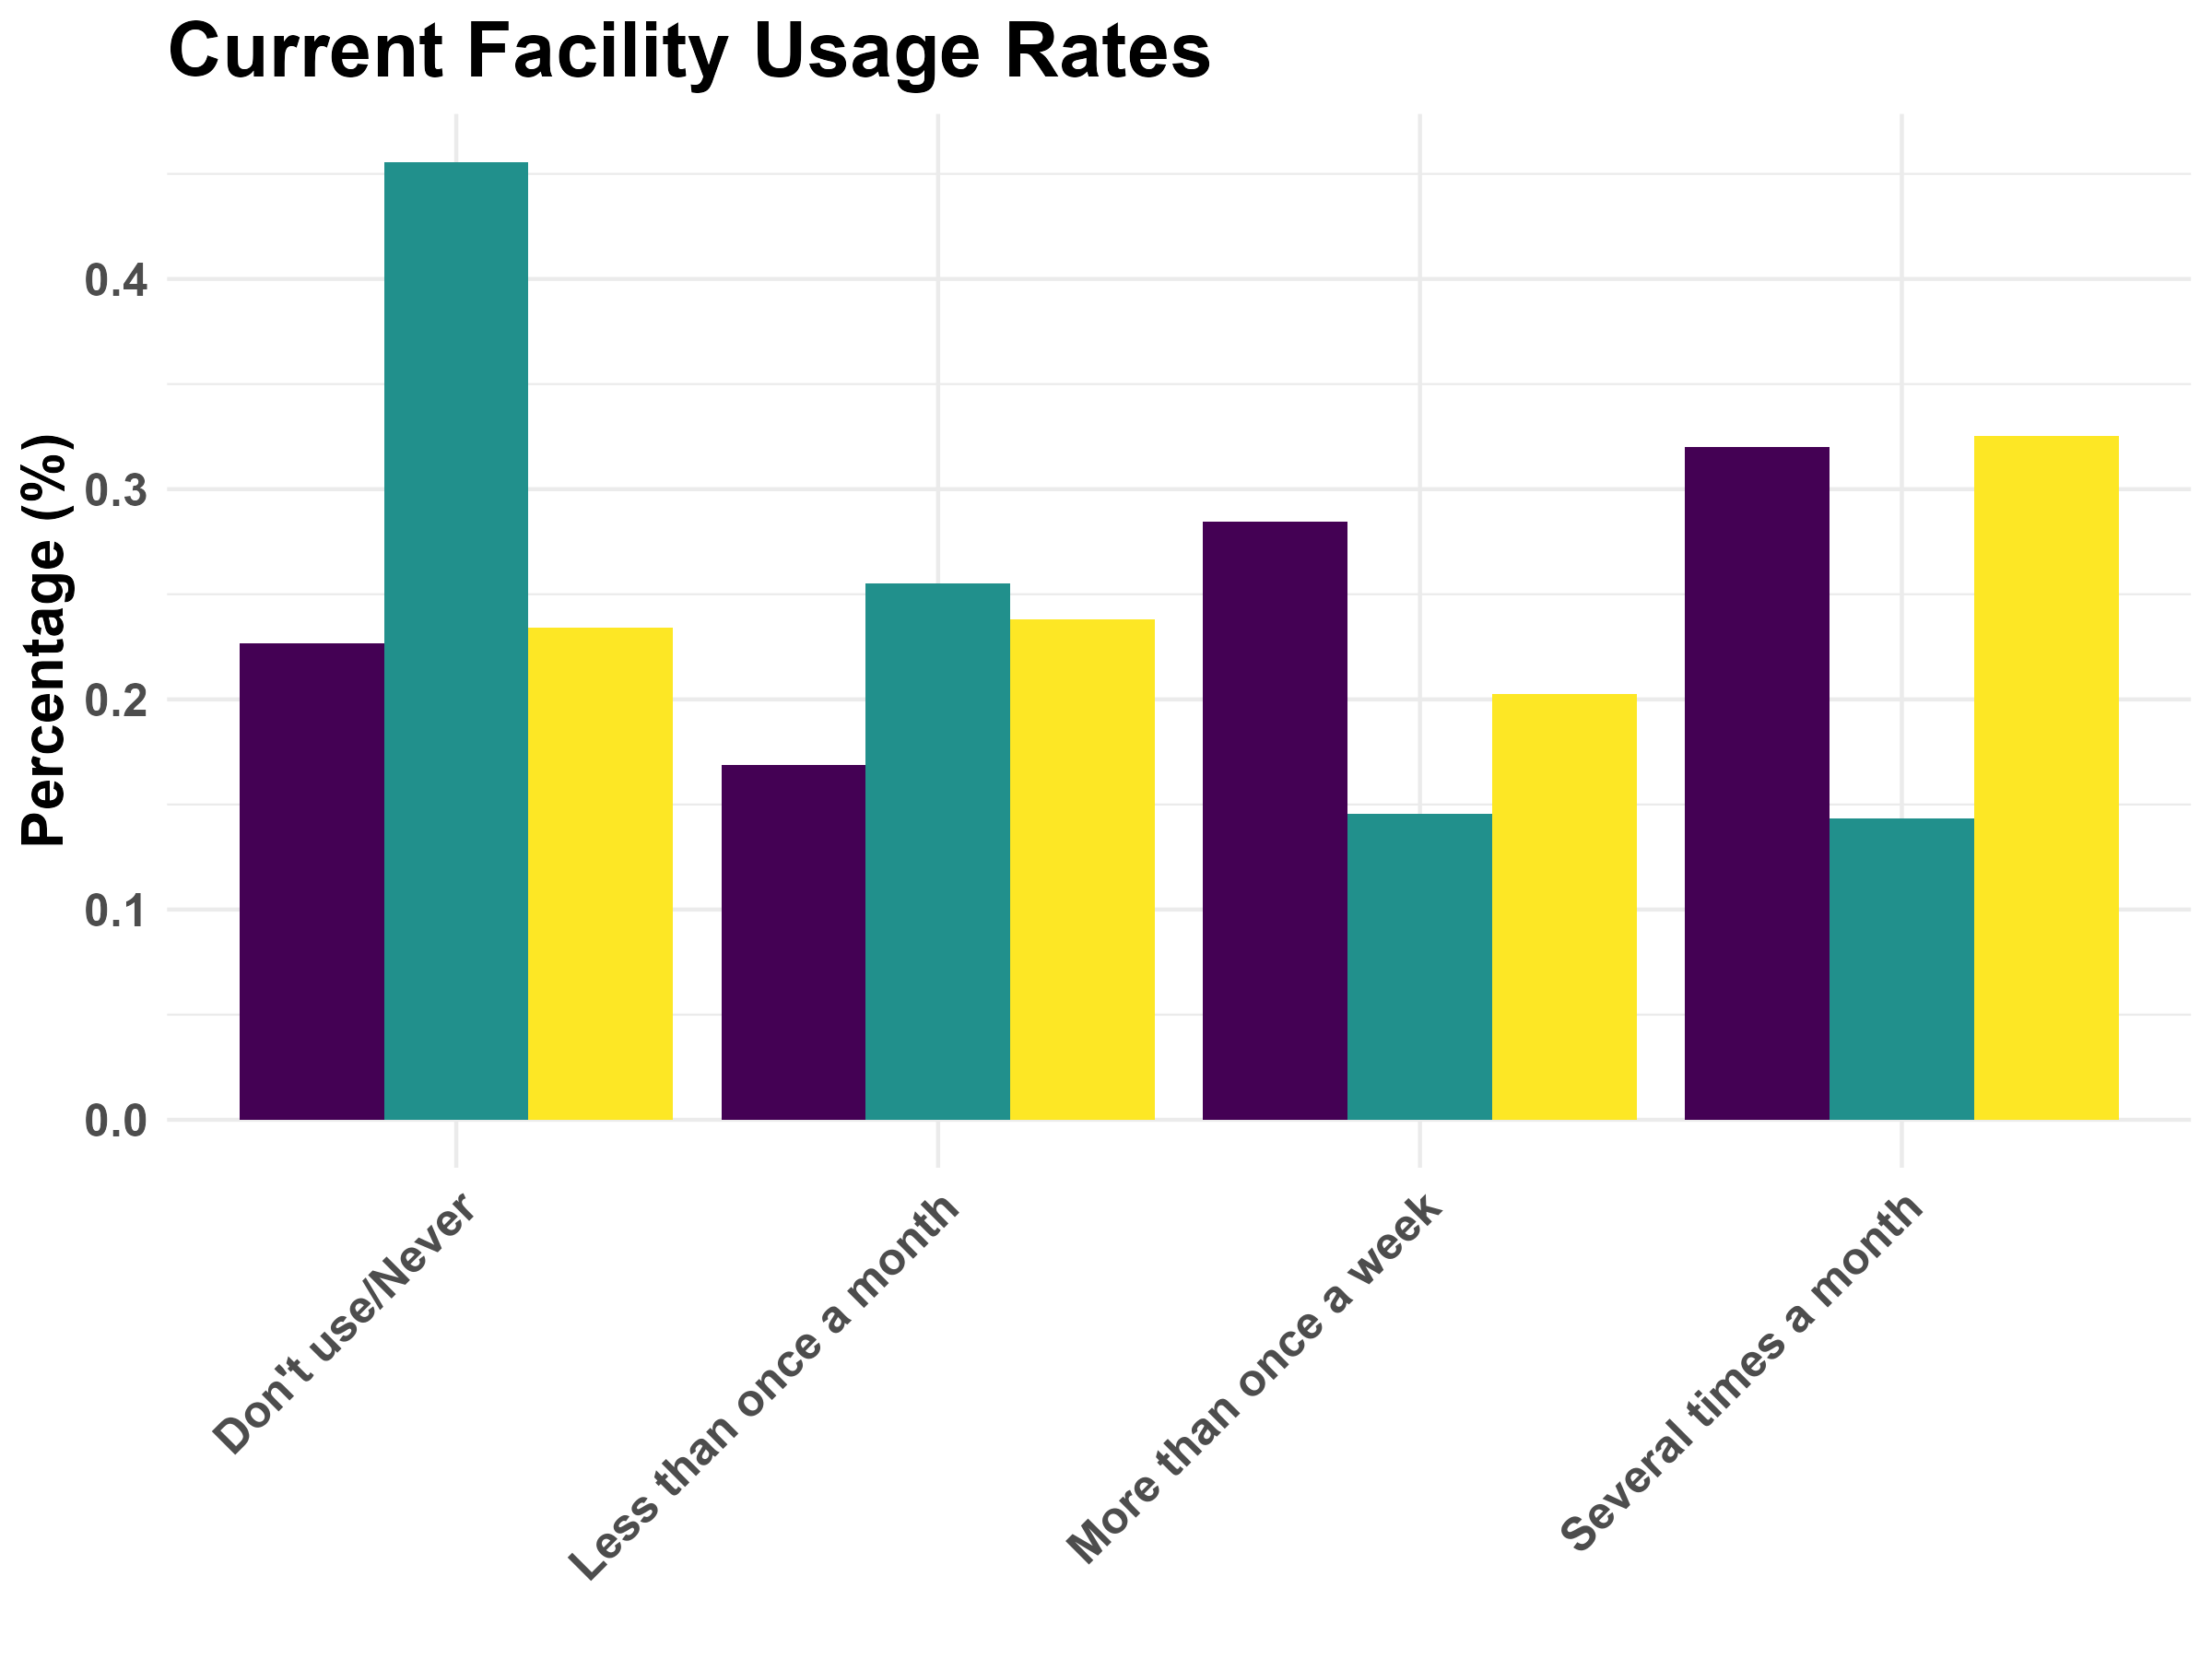 Current Facility Usage Rates
Percentage (%)
0.4
0.3
0.2
0.1
0.0
Don't use/Never
Less than once a month
More than once a week
Several times a month